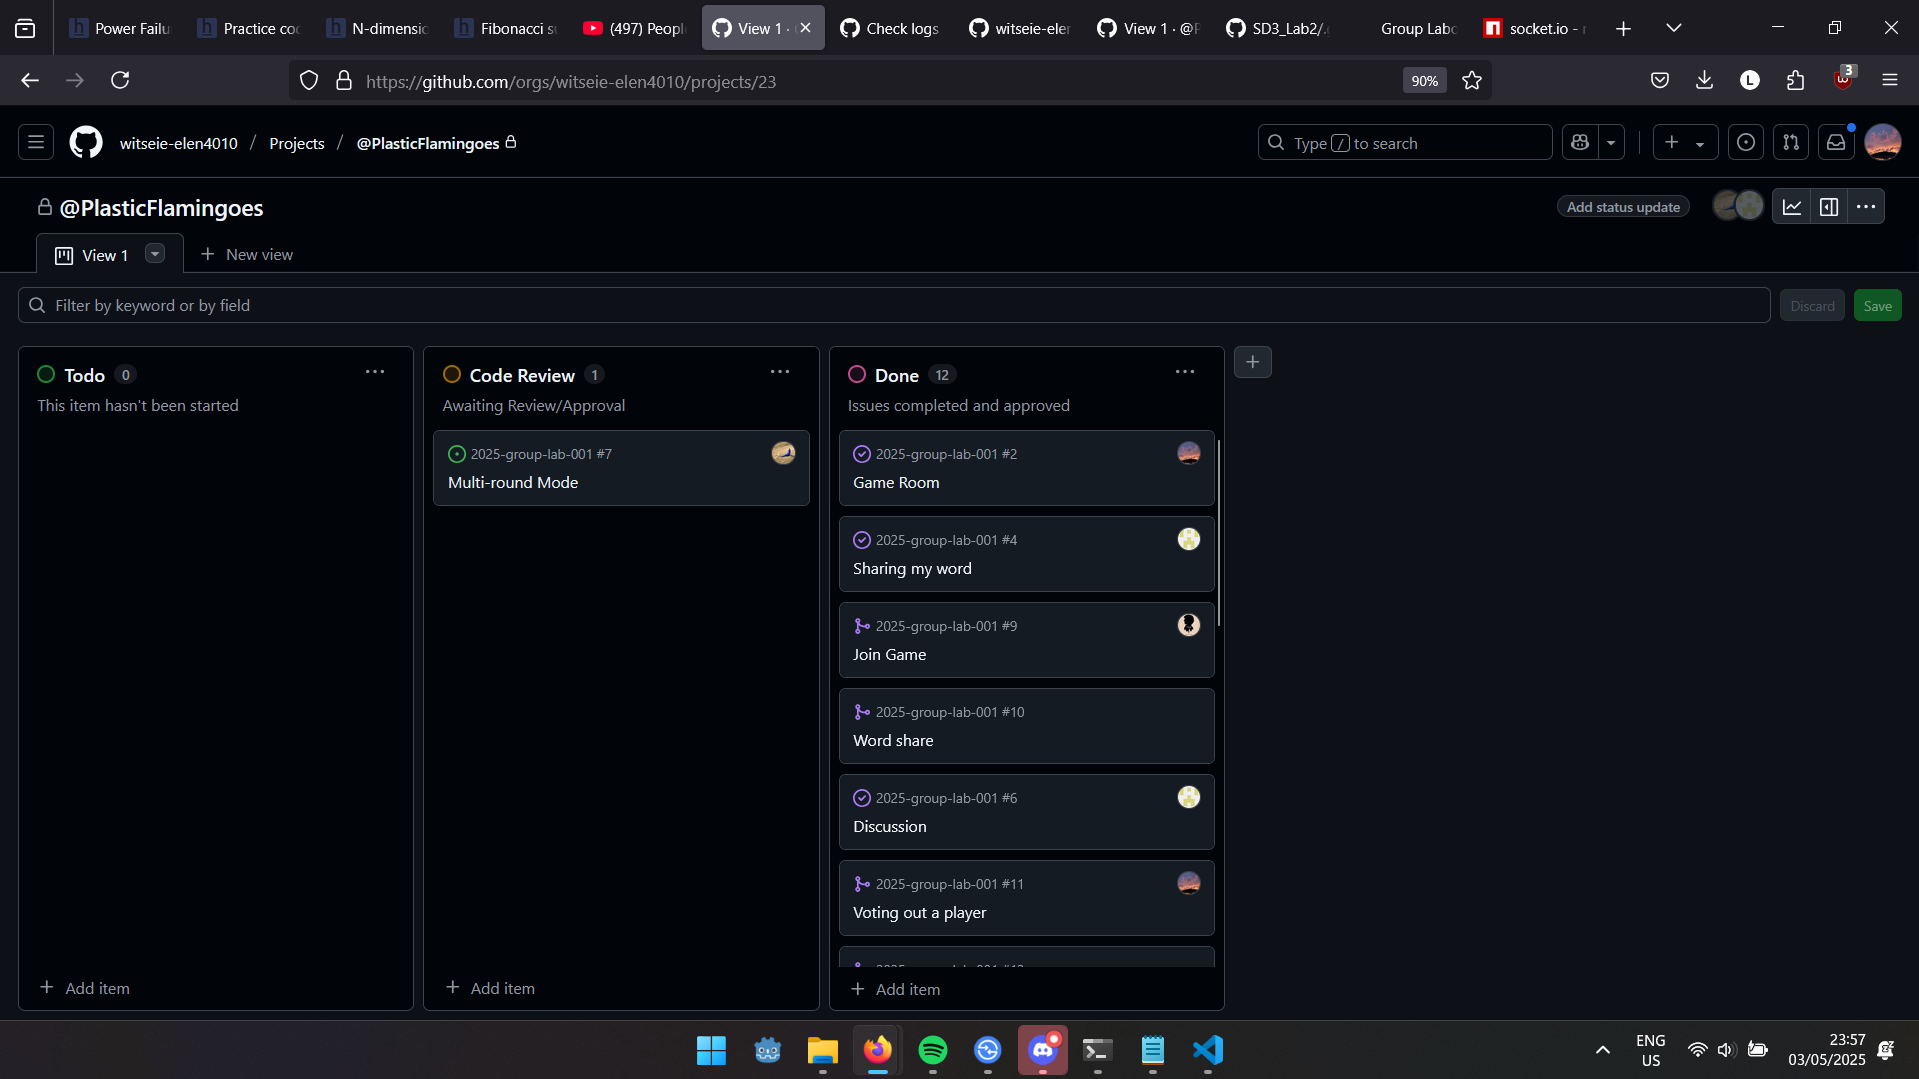 Power Failu
Practice coo
N-dimensio
Fibonacci s
(497) Peopl
View 1 ·
Check logs
witseie-eler
View 1 · @P
SD3_Lab2/.g
Group Labo
socket.io - n
https://github.com/orgs/witseie-elen4010/projects/23
90%
3
witseie-elen4010 / Projects / @PlasticFlamingoes
Type / to search
@PlasticFlamingoes
Add status update
View 1
New view
Filter by keyword or by field
Discard
Save
Todo 0
This item hasn't been started
Add item
Code Review 1
Awaiting Review/Approval
2025-group-lab-001 #7
Multi-round Mode
Add item
Done 12
Issues completed and approved
2025-group-lab-001 #2
Game Room
2025-group-lab-001 #4
Sharing my word
2025-group-lab-001 #9
Join Game
2025-group-lab-001 #10
Word share
2025-group-lab-001 #6
Discussion
2025-group-lab-001 #11
Voting out a player
Add item
ENG
US
23:57
03/05/2025